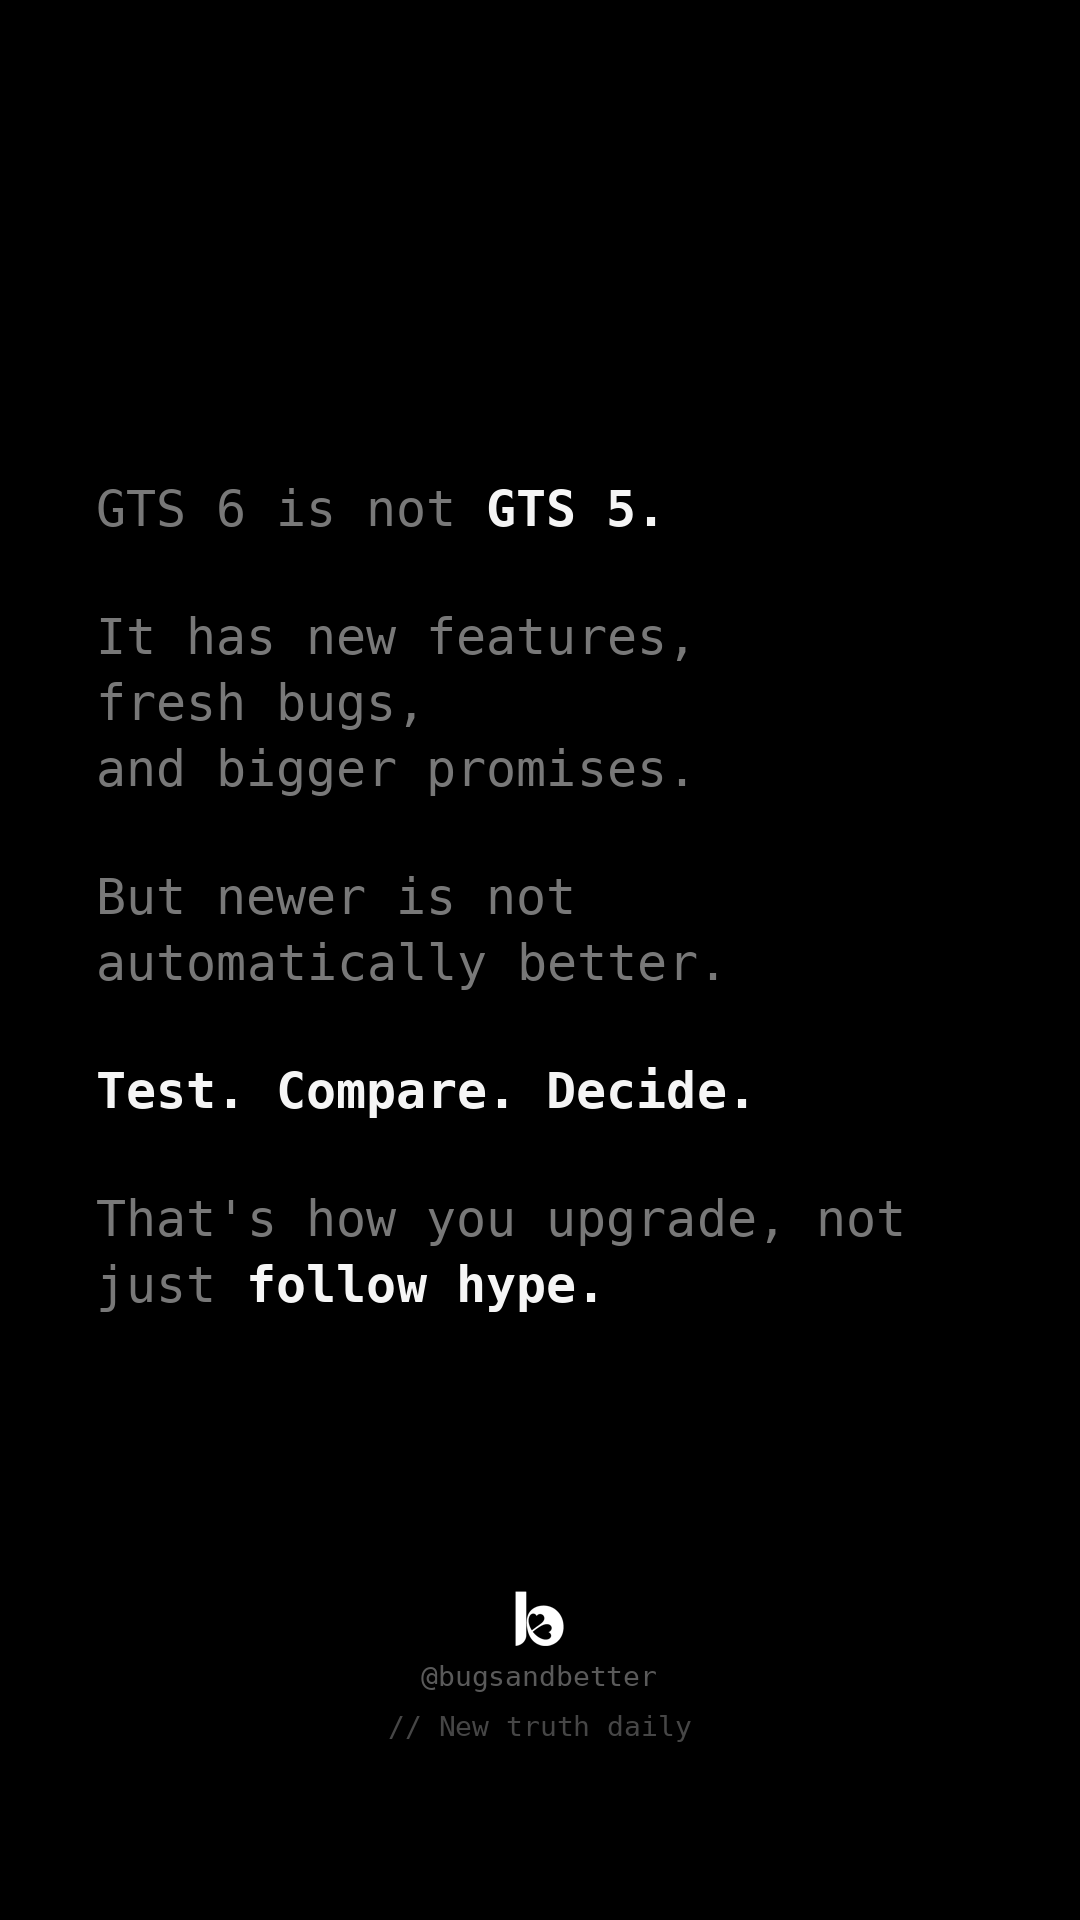 GTS 6 is not GTS 5.
It has new features,
fresh bugs,
and bigger promises.
But newer is not
automatically better.
Test. Compare. Decide.
That's how you upgrade, not
just follow hype.
@bugsandbetter
// New truth daily